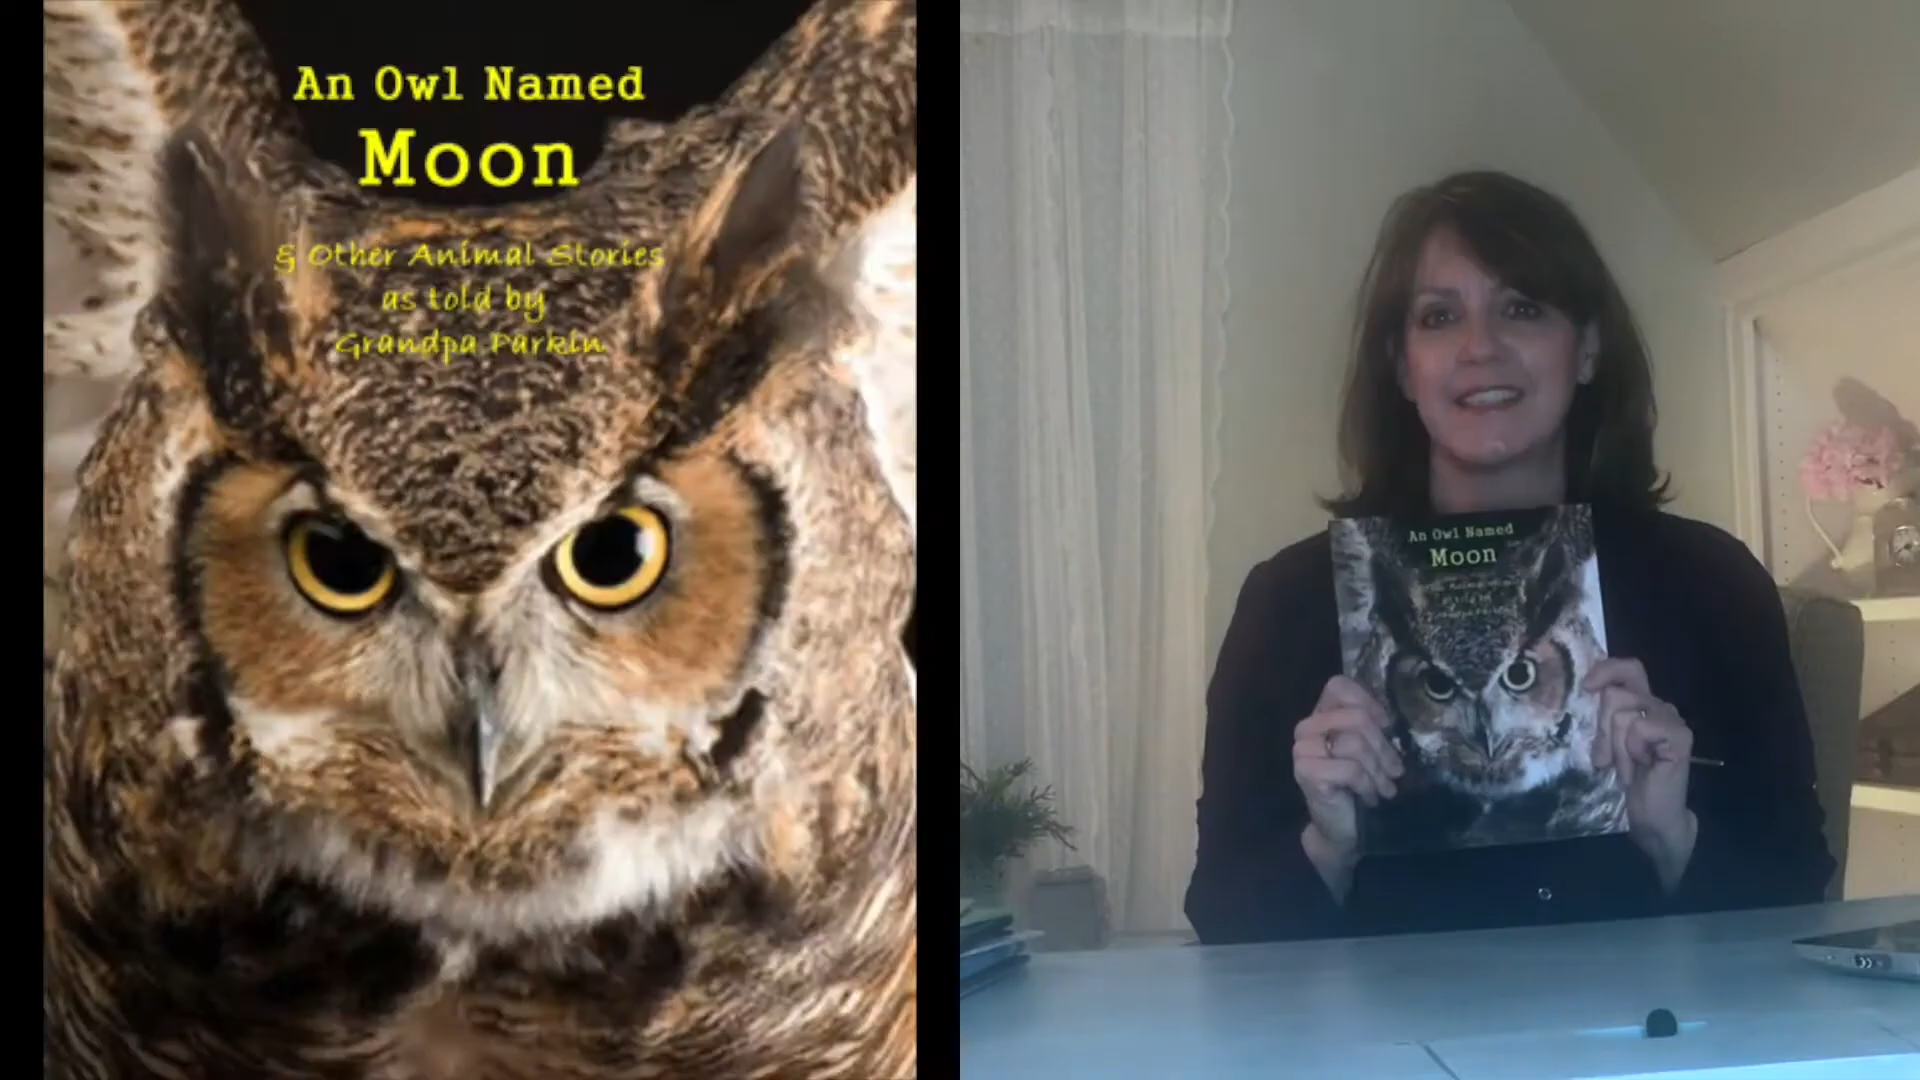 An Owl Named
Moon
& Other Animal Stories
as told by
Grandpa Parkin
An Owl Named
Moon